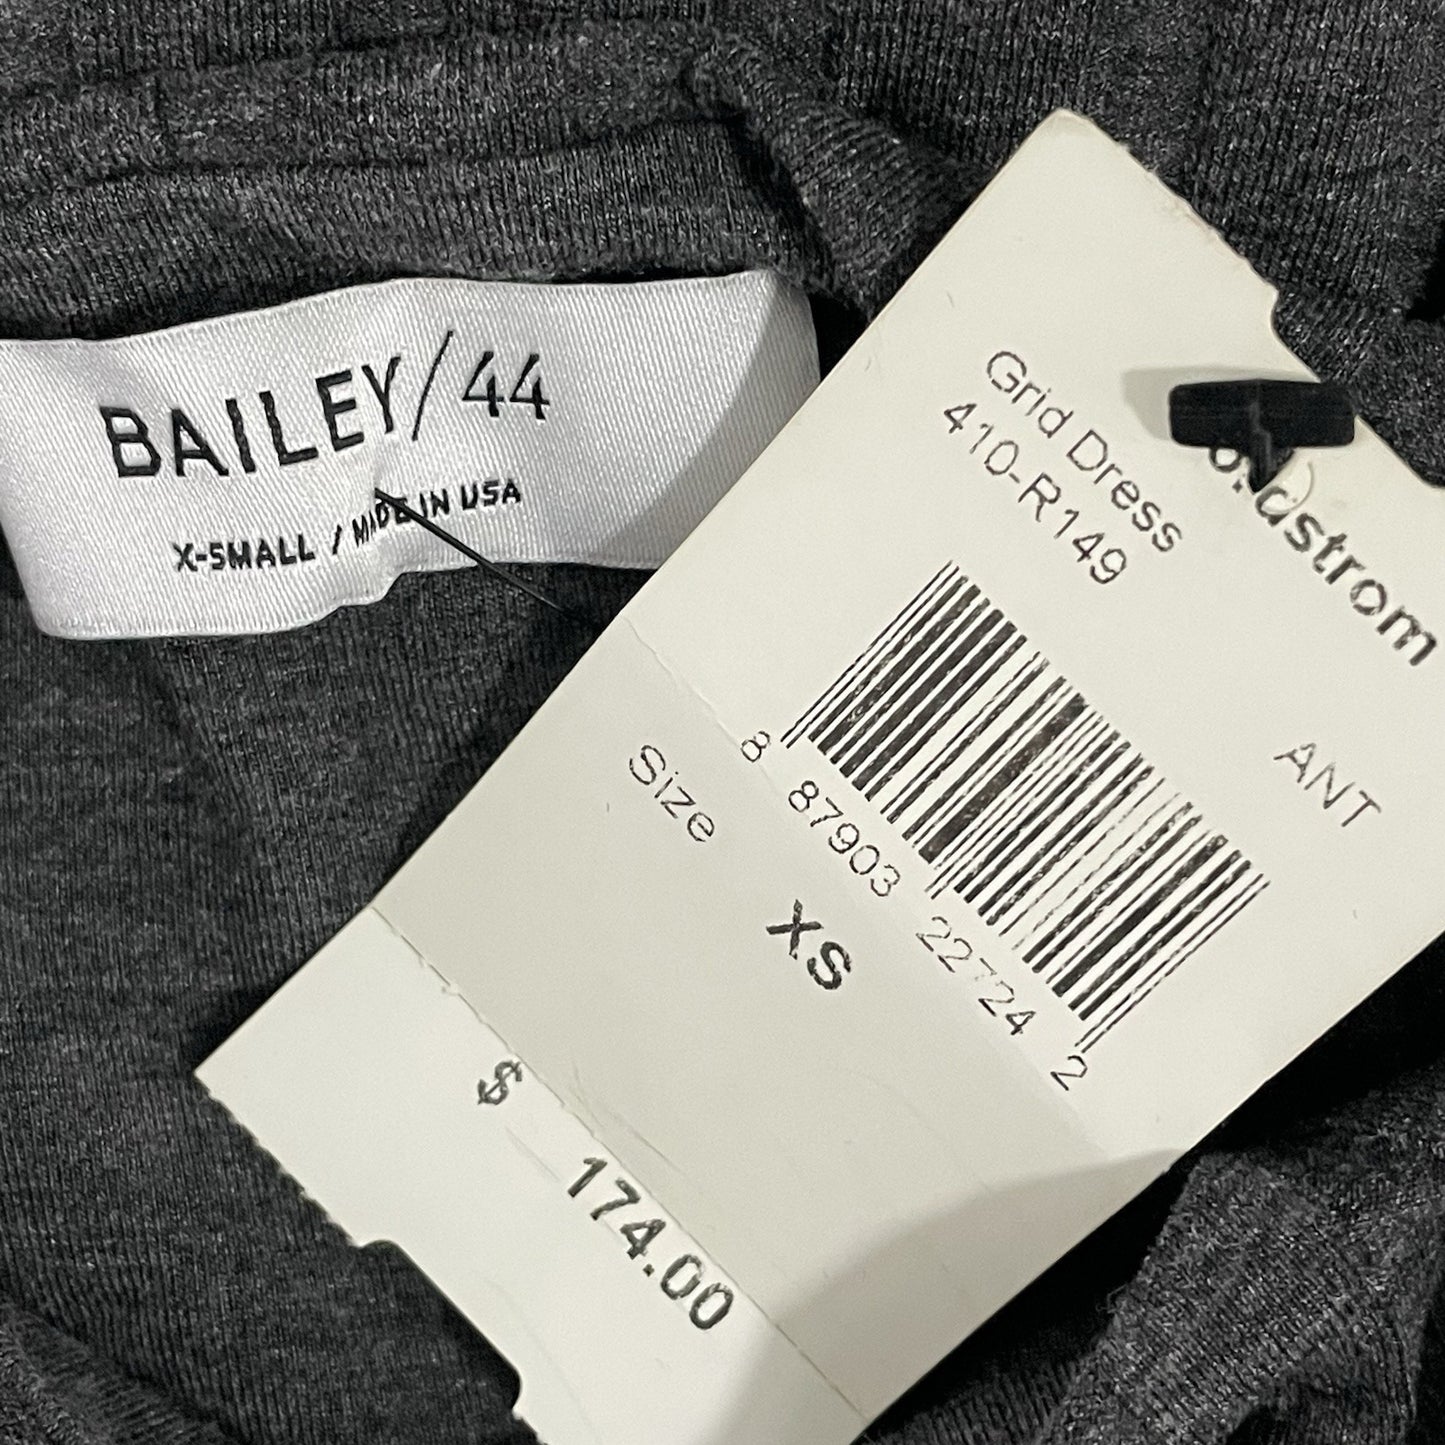 BAILEY/44
X-SMALL / MADE IN USA
Grid Dress
410-R149
ANT
8 87903 22724 2
Size
XS
$ 174.00